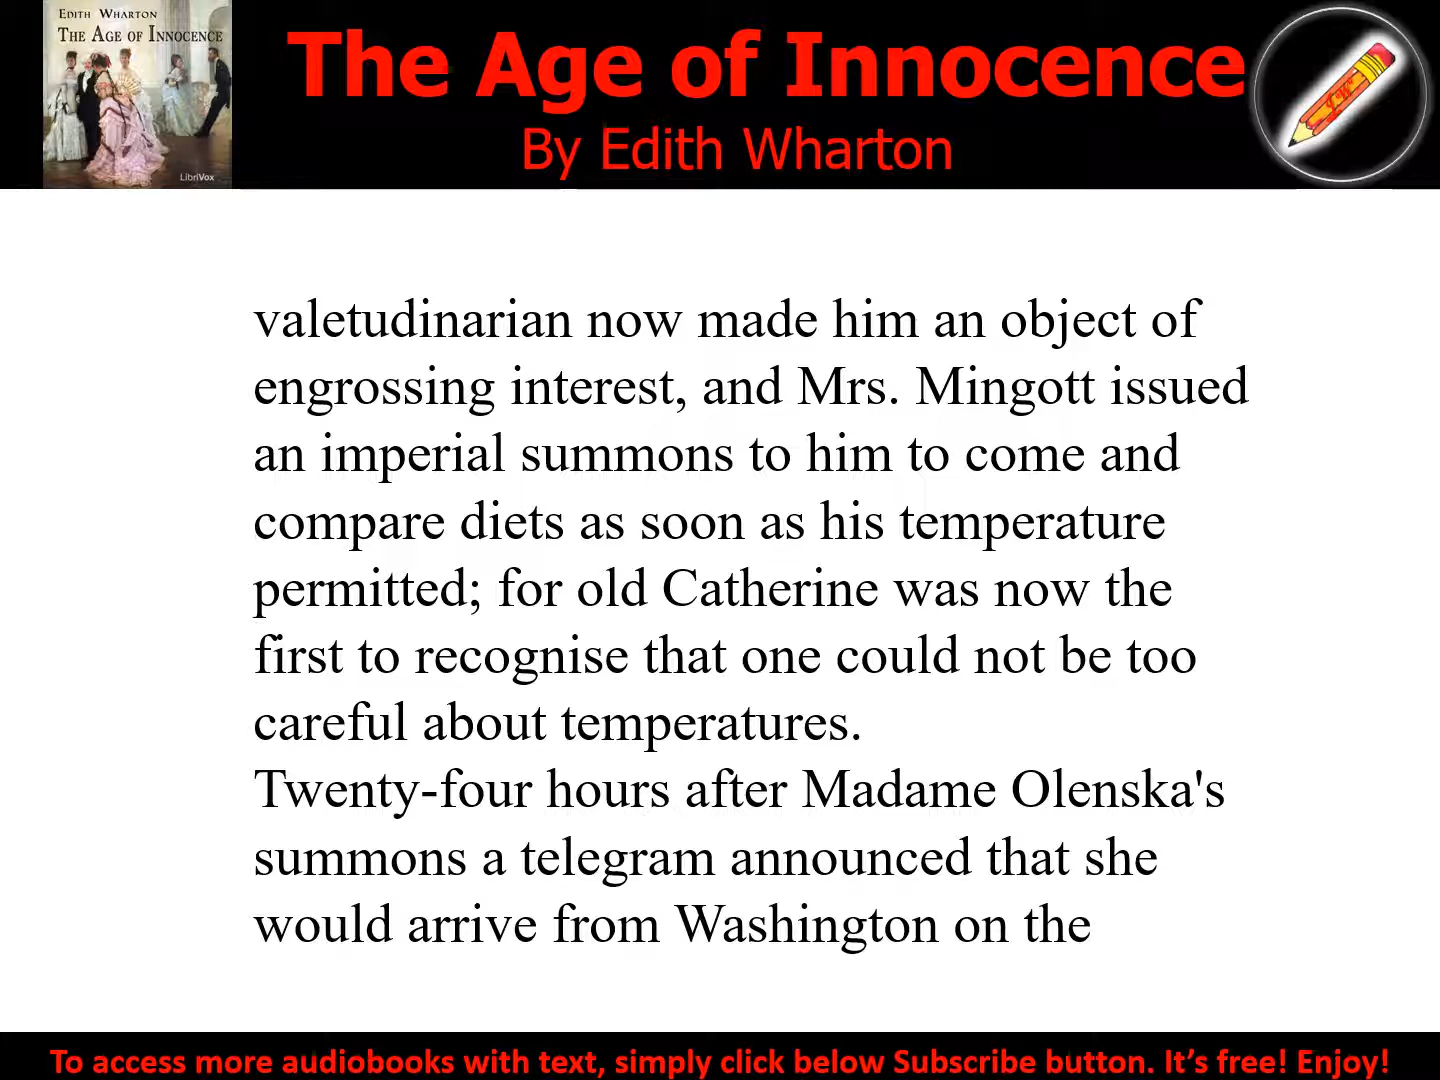 EDITH WHARTON
THE AGE OF INNOCENCE
LibriVox
The Age of Innocence
By Edith Wharton
valetudinarian now made him an object of
engrossing interest, and Mrs. Mingott issued
an imperial summons to him to come and
compare diets as soon as his temperature
permitted; for old Catherine was now the
first to recognise that one could not be too
careful about temperatures.
Twenty-four hours after Madame Olenska's
summons a telegram announced that she
would arrive from Washington on the
To access more audiobooks with text, simply click below Subscribe button. It’s free! Enjoy!